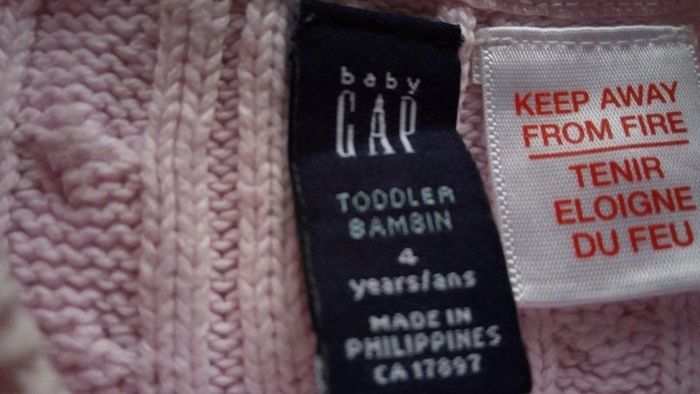 baby
GAP
TODDLER
BAMBIN
4
years/ans
MADE IN
PHILIPPINES
CA 17897
KEEP AWAY
FROM FIRE
TENIR
ELOIGNE
DU FEU